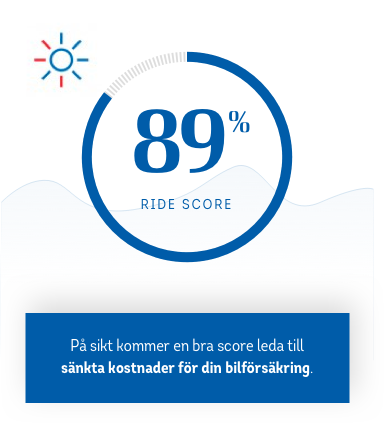 89%
RIDE SCORE
På sikt kommer en bra score leda till
sänkta kostnader för din bilförsäkring.